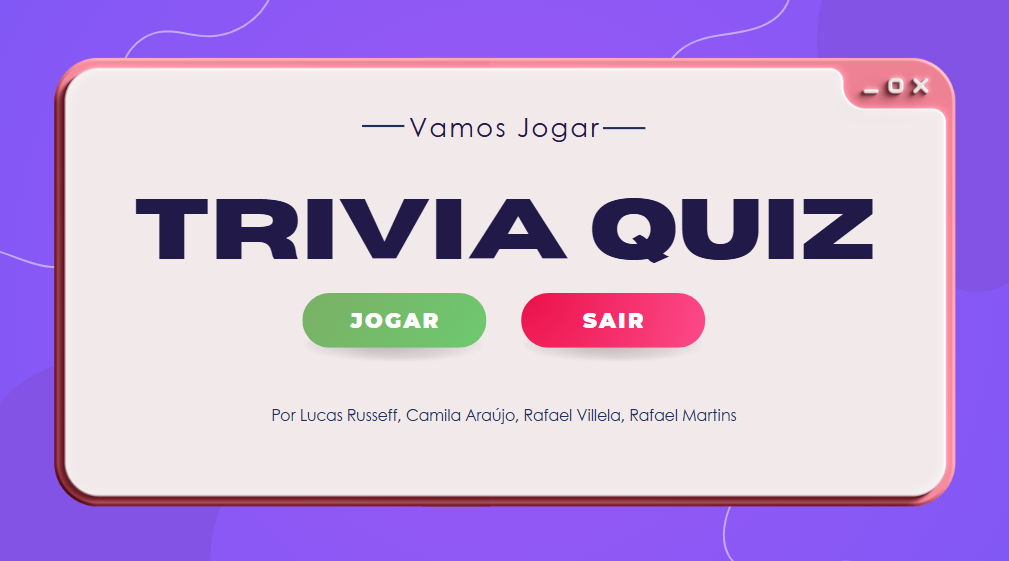 Vamos Jogar
TRIVIA QUIZ
JOGAR
SAIR
Por Lucas Russeff, Camila Araújo, Rafael Villela, Rafael Martins